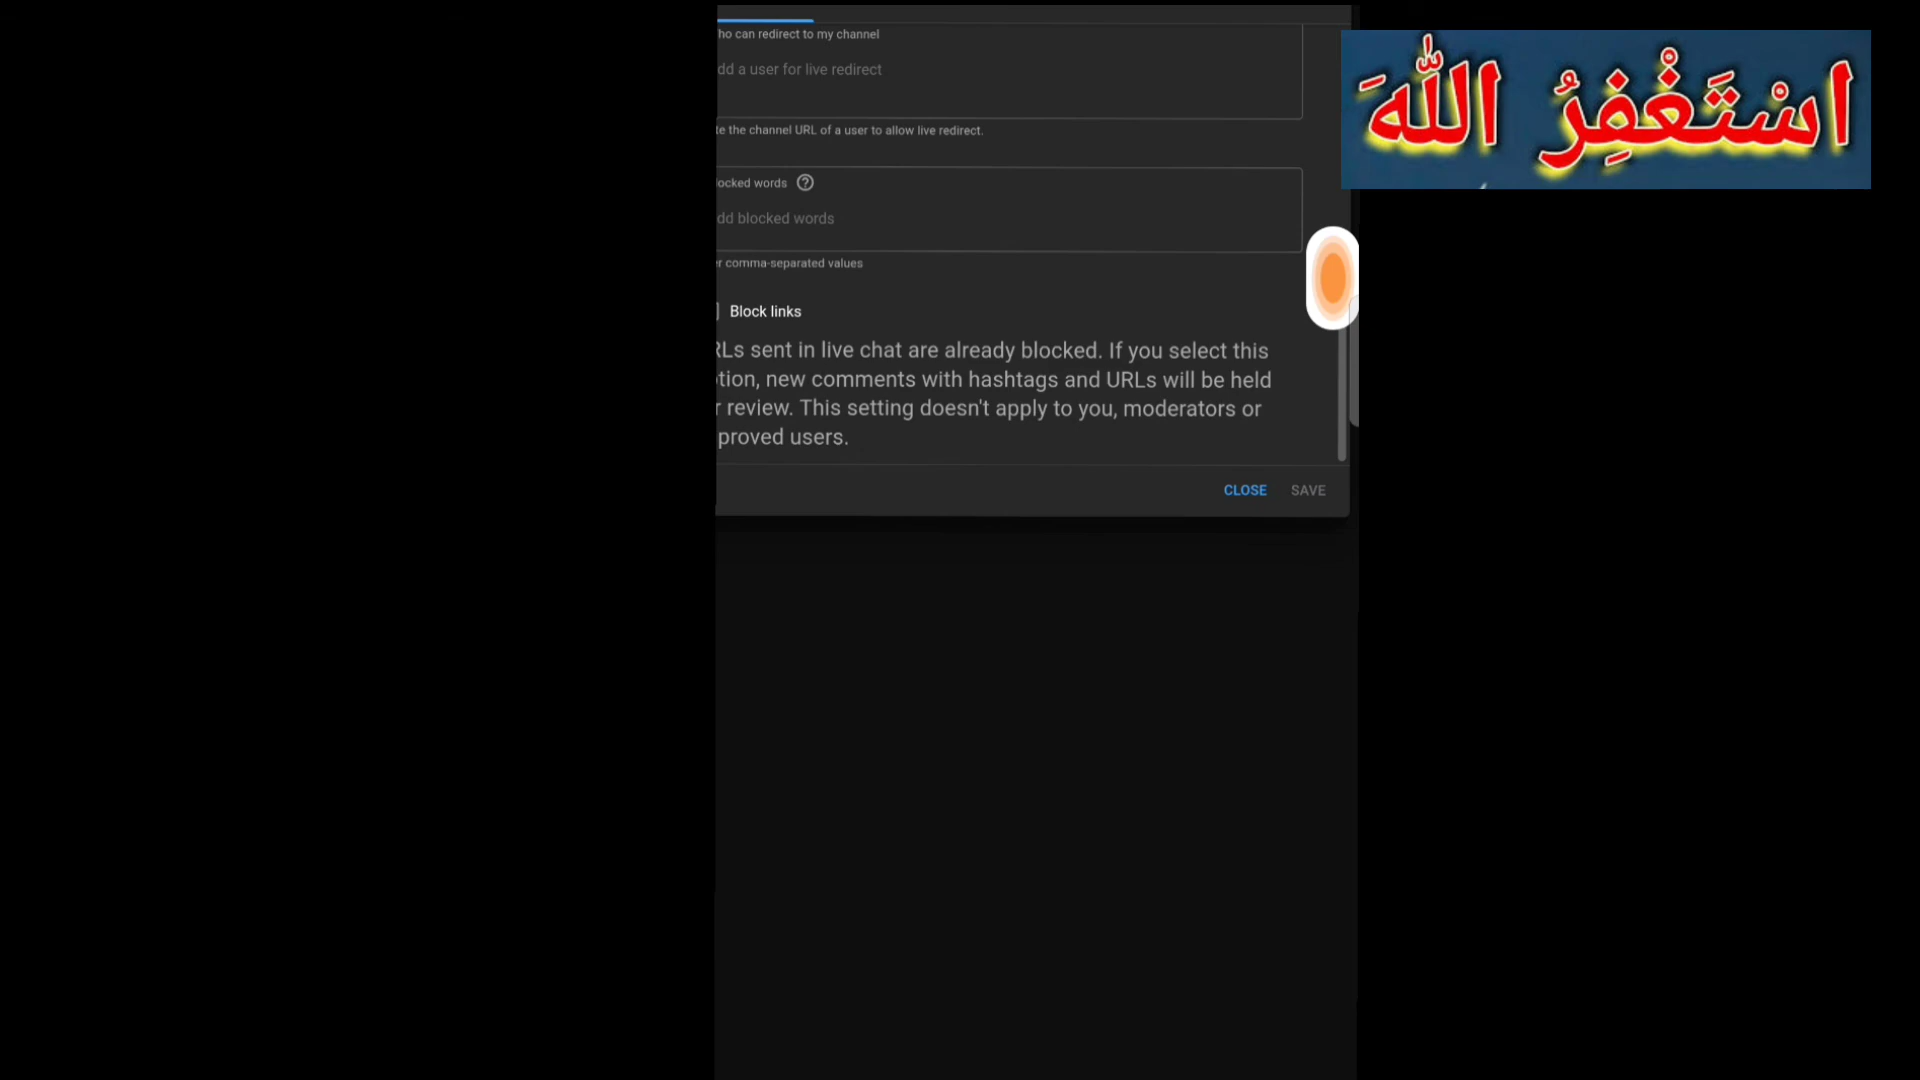 ho can redirect to my channel
dd a user for live redirect
te the channel URL of a user to allow live redirect.
ocked words
dd blocked words
er comma-separated values
Block links
RLs sent in live chat are already blocked. If you select this
tion, new comments with hashtags and URLs will be held
r review. This setting doesn't apply to you, moderators or
proved users.
CLOSE SAVE
اسْتَغْفِرُ اللّٰهَ